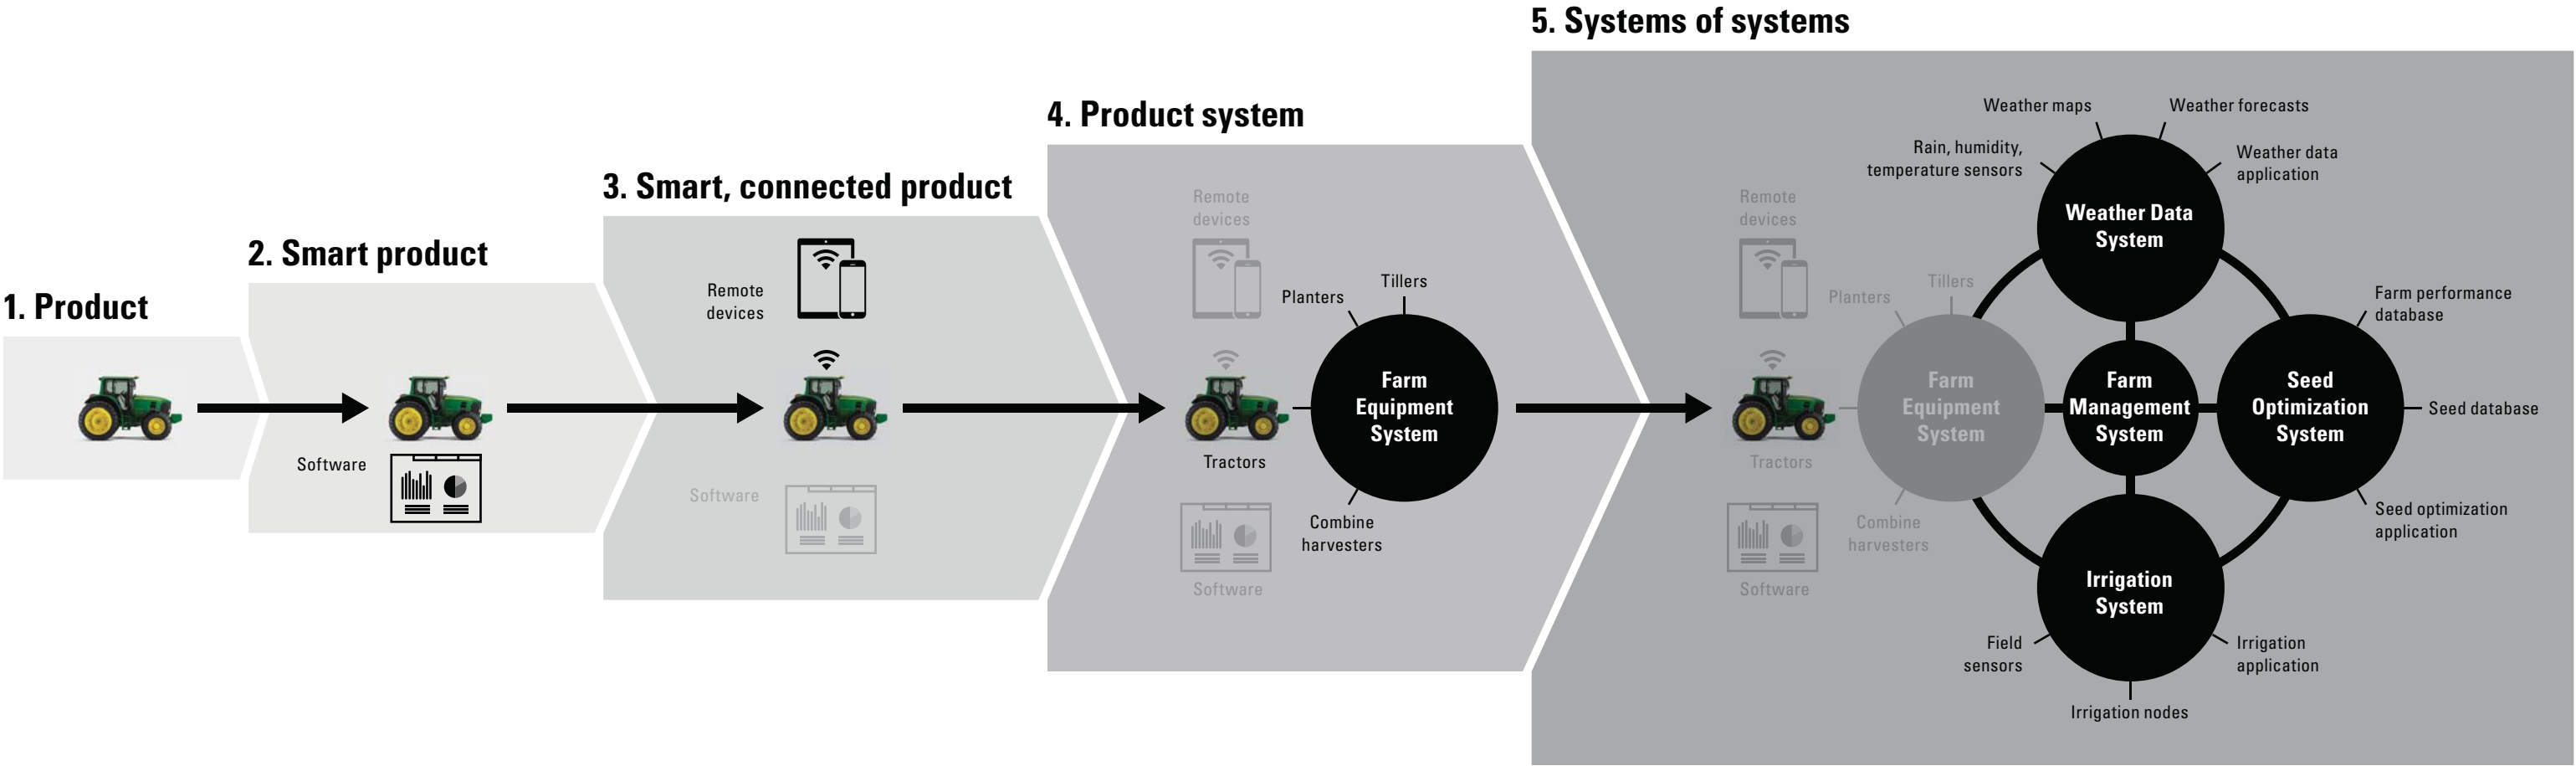 1. Product
2. Smart product
Software
3. Smart, connected product
Remote
devices
Software
4. Product system
Remote
devices
Tillers
Planters
Farm
Equipment
System
Tractors
Combine
harvesters
Software
5. Systems of systems
Remote
devices
Tillers
Planters
Farm
Equipment
System
Tractors
Combine
harvesters
Software
Weather maps
Weather forecasts
Rain, humidity,
temperature sensors
Weather data
application
Weather Data
System
Farm
Management
System
Farm performance
database
Seed
Optimization
System
Seed database
Seed optimization
application
Irrigation
System
Field
sensors
Irrigation
application
Irrigation nodes